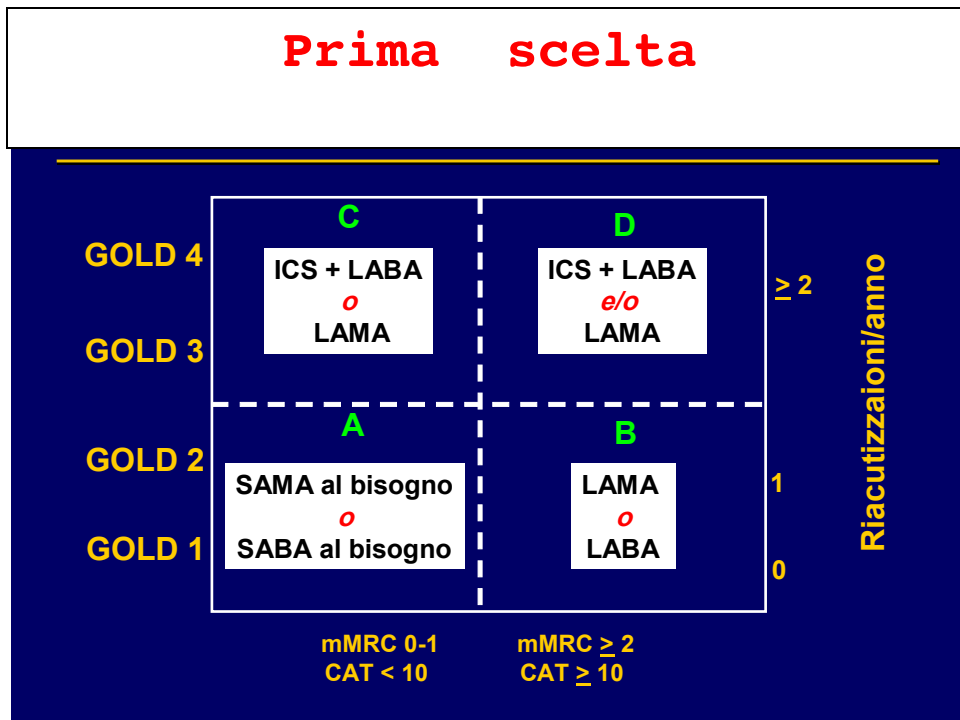 Prima scelta
C
D
GOLD 4
ICS + LABA
o
LAMA
ICS + LABA
e/o
LAMA
≥ 2
GOLD 3
A
B
GOLD 2
SAMA al bisogno
o
SABA al bisogno
LAMA
o
LABA
1
GOLD 1
0
Riacutizzaioni/anno
mMRC 0-1
CAT < 10
mMRC ≥ 2
CAT ≥ 10